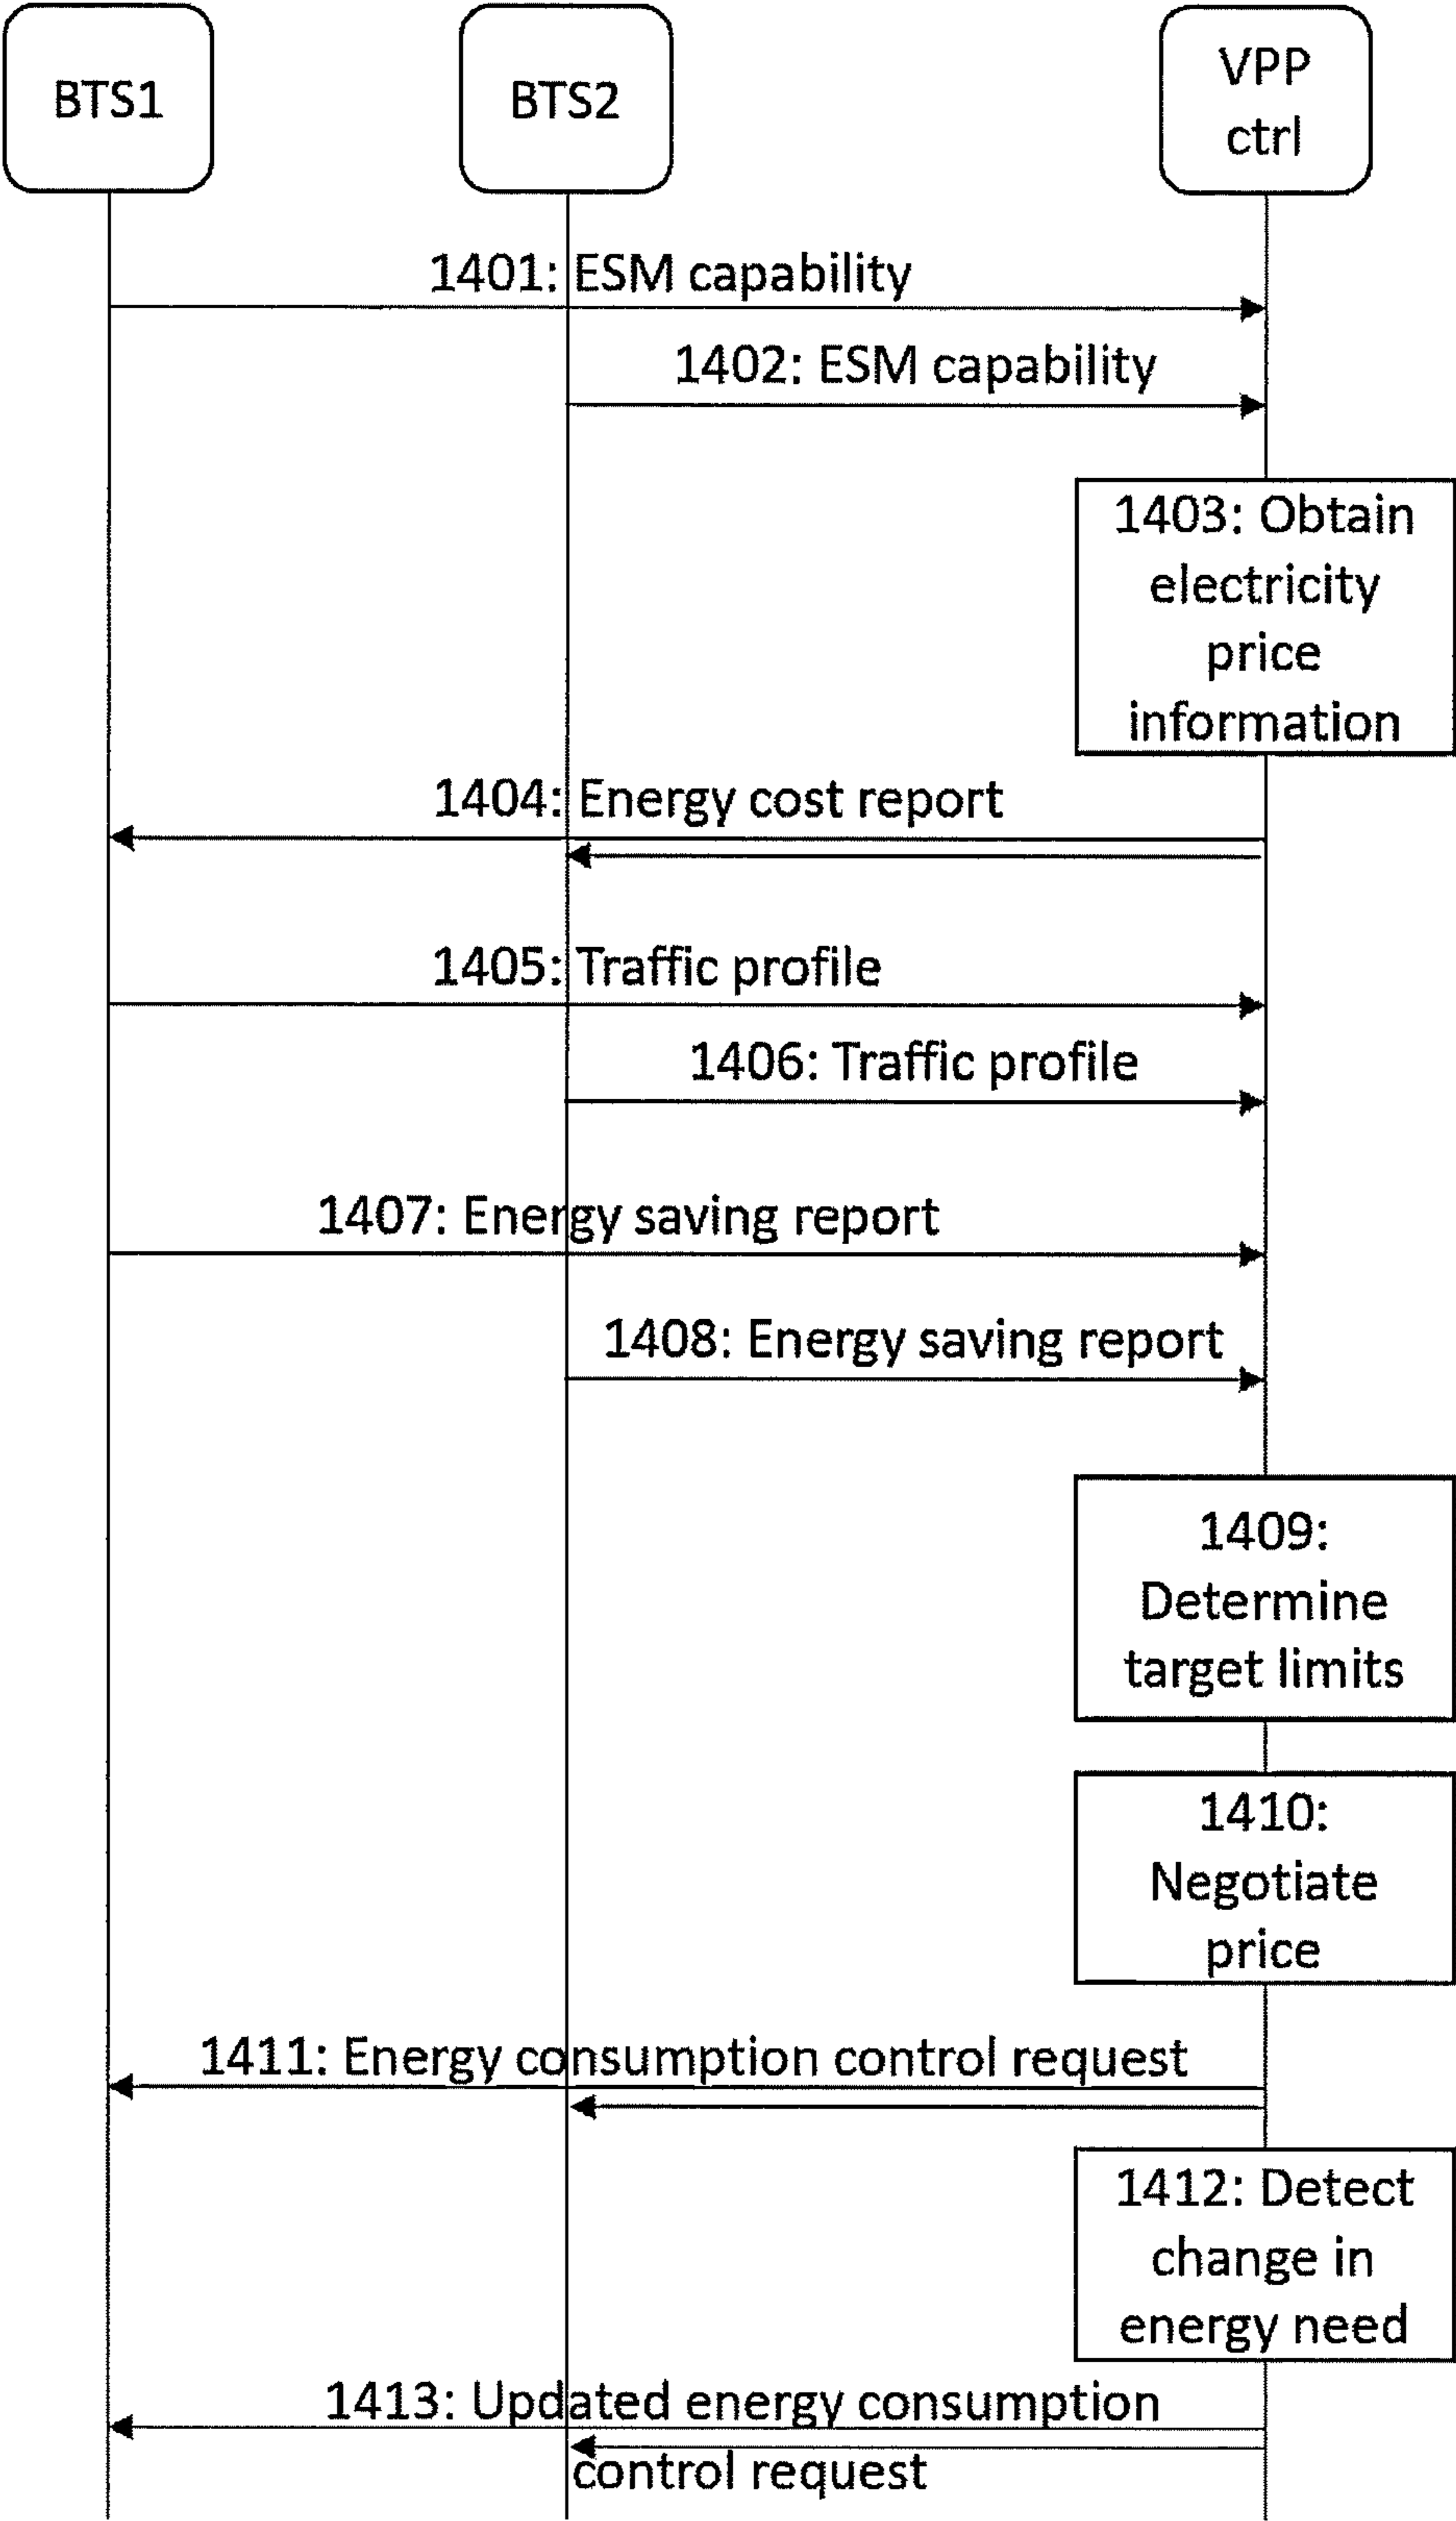 BTS1
BTS2
VPP
ctrl
1401: ESM capability
1402: ESM capability
1403: Obtain
electricity
price
information
1404: Energy cost report
1405: Traffic profile
1406: Traffic profile
1407: Energy saving report
1408: Energy saving report
1409:
Determine
target limits
1410:
Negotiate
price
1411: Energy consumption control request
1412: Detect
change in
energy need
1413: Updated energy consumption
control request